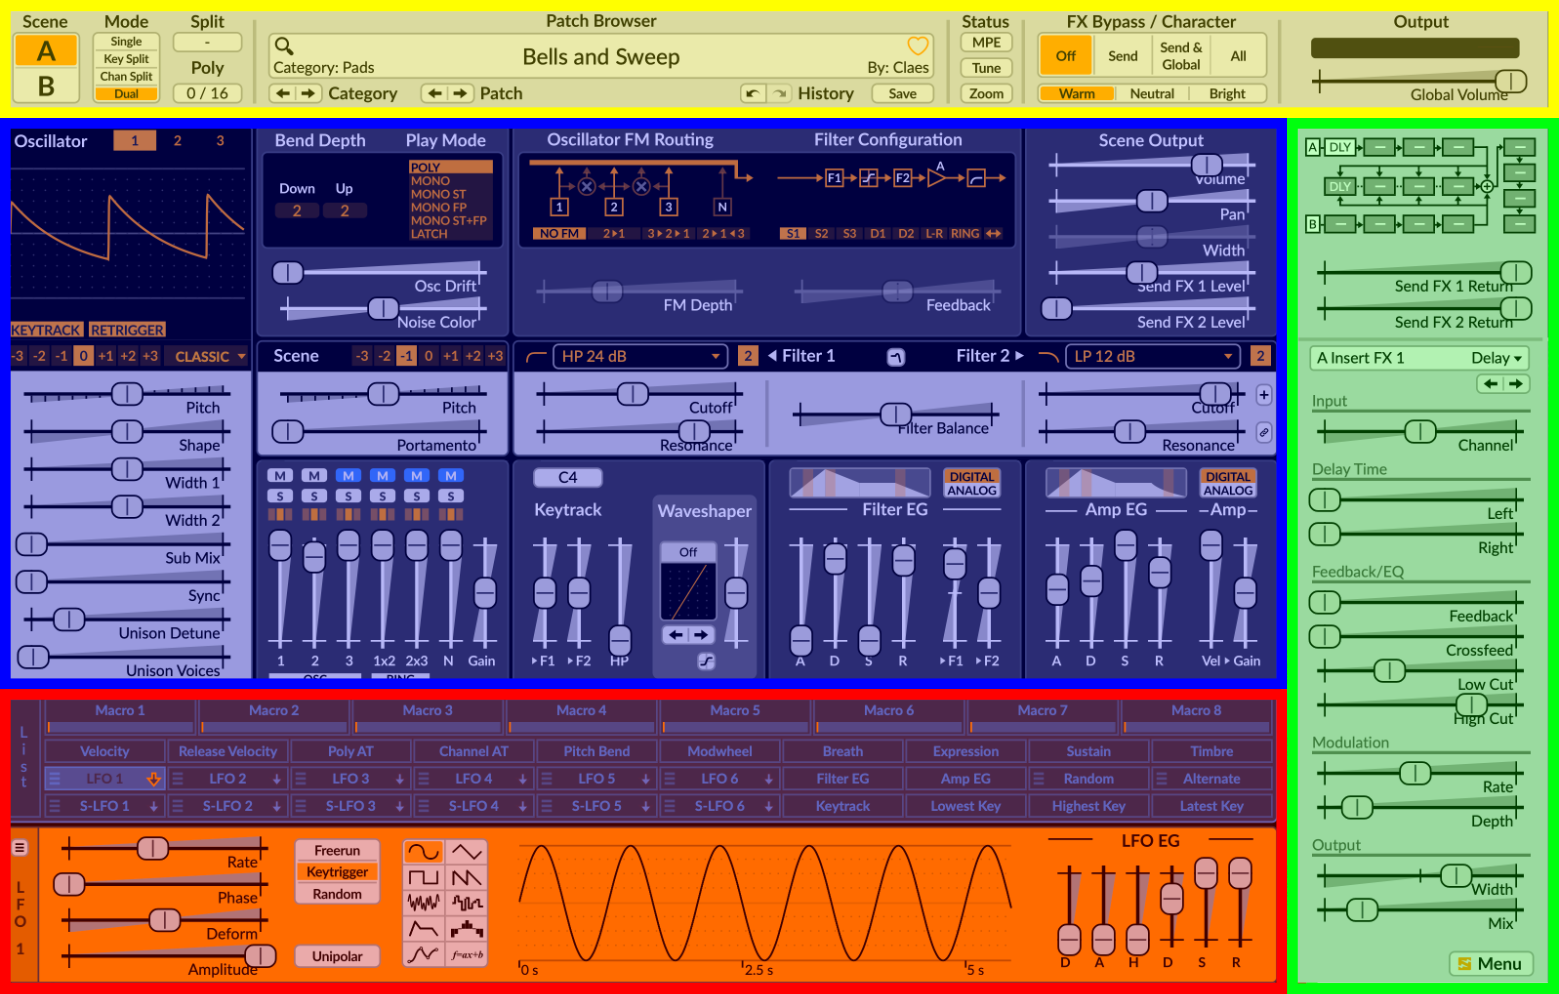 Scene
Mode
Split
Patch Browser
Status
FX Bypass / Character
Output
A
B
Single
Key Split
Chan Split
Dual
-
Poly
0 / 16
Bells and Sweep
Category: Pads
By: Claes
Category
Patch
History
Save
MPE
Tune
Zoom
Off
Send
Send & Global
All
Warm
Neutral
Bright
Global Volume
Oscillator
1
2
3
KEYTRACK
RETRIGGER
-3 -2 -1 0 +1 +2 +3
CLASSIC
Pitch
Shape
Width 1
Width 2
Sub Mix
Sync
Unison Detune
Unison Voices
Bend Depth
Play Mode
Down
Up
2
2
POLY
MONO
MONO ST
MONO FP
MONO ST+FP
LATCH
Osc Drift
Noise Color
Oscillator FM Routing
1
2
3
N
NO FM
2▸1
3▸2▸1
2▸1◂3
FM Depth
Filter Configuration
F1
F2
A
S1 S2 S3 D1 D2 L-R RING
Feedback
Scene Output
Volume
Pan
Width
Send FX 1 Level
Send FX 2 Level
Scene
-3 -2 -1 0 +1 +2 +3
Pitch
Portamento
HP 24 dB
2
◀ Filter 1
Filter 2 ▶
LP 12 dB
2
Cutoff
Resonance
Filter Balance
Cutoff
+
Resonance
M M M M M M
S S S S S S
1 2 3 1x2 2x3 N Gain
OSC
RING
C4
Keytrack
▸F1 ▸F2 HP
Waveshaper
Off
DIGITAL
ANALOG
Filter EG
A D S R ▸F1 ▸F2
DIGITAL
ANALOG
Amp EG
Amp
A D S R Vel ▸ Gain
A DLY
DLY
B
Send FX 1 Return
Send FX 2 Return
A Insert FX 1
Delay ▾
Input
Channel
Delay Time
Left
Right
Feedback/EQ
Feedback
Crossfeed
Low Cut
High Cut
Modulation
Rate
Depth
Output
Width
Mix
Menu
List
Macro 1 Macro 2 Macro 3 Macro 4 Macro 5 Macro 6 Macro 7 Macro 8
Velocity Release Velocity Poly AT Channel AT Pitch Bend Modwheel Breath Expression Sustain Timbre
LFO 1 LFO 2 LFO 3 LFO 4 LFO 5 LFO 6 Filter EG Amp EG Random Alternate
S-LFO 1 S-LFO 2 S-LFO 3 S-LFO 4 S-LFO 5 S-LFO 6 Keytrack Lowest Key Highest Key Latest Key
LFO 1
Rate
Phase
Deform
Amplitude
Freerun
Keytrigger
Random
Unipolar
f=ax+b
0 s
2.5 s
5 s
LFO EG
D A H D S R